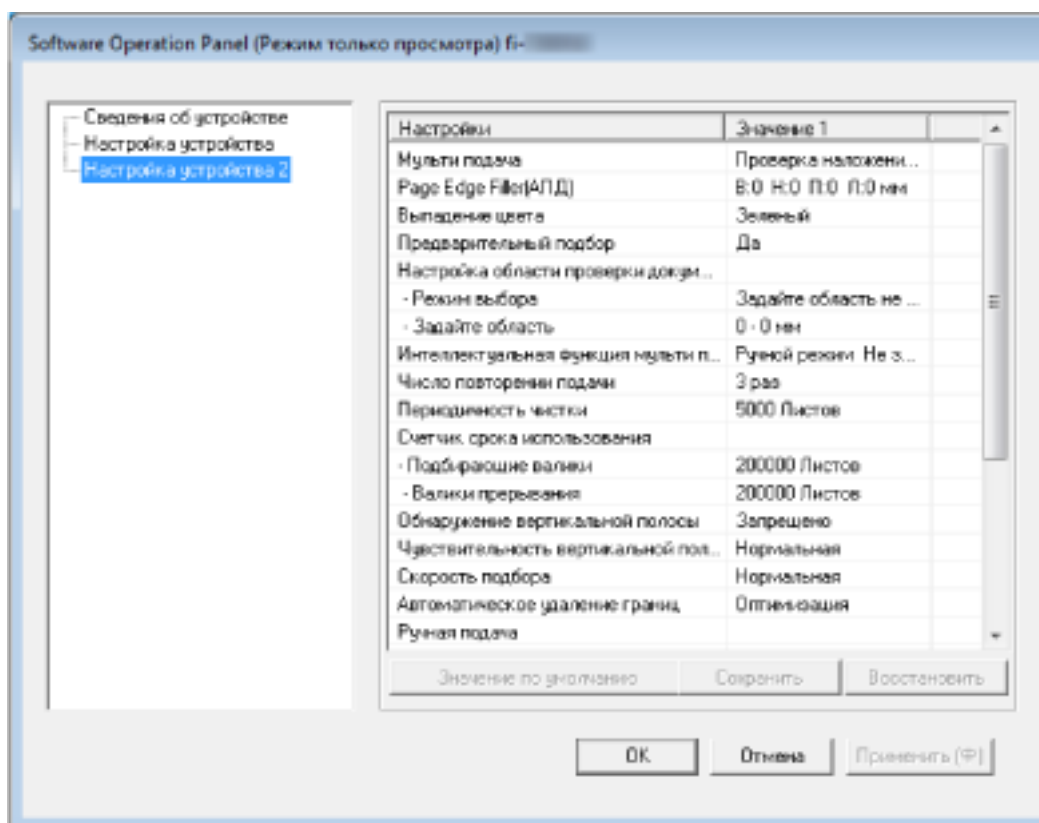 Software Operation Panel (Режим только просмотра) fi-
Сведения об устройстве
Настройка устройства
Настройка устройства 2
Настройки Значение 1
Мульти подача Проверка наложени...
Page Edge Filler(АПД) В:0 Н:0 П:0 Л:0 мм
Выпадение цвета Зеленый
Предварительный подбор Да
Настройка области проверки докум...
- Режим выбора Задайте область не ...
- Задайте область 0 - 0 мм
Интеллектуальная функция мульти п... Ручной режим Не з...
Число повторении подачи 3 раз
Периодичность чистки 5000 Листов
Счетчик срока использования
- Подбирающие валики 200000 Листов
- Валики прерывания 200000 Листов
Обнаружение вертикальной полосы Запрещено
Чувствительность вертикальной пол... Нормальная
Скорость подбора Нормальная
Автоматическое удаление границ Оптимизация
Ручная подача
Значение по умолчанию Сохранить Восстановить
OK Отмена Применить (Ф)